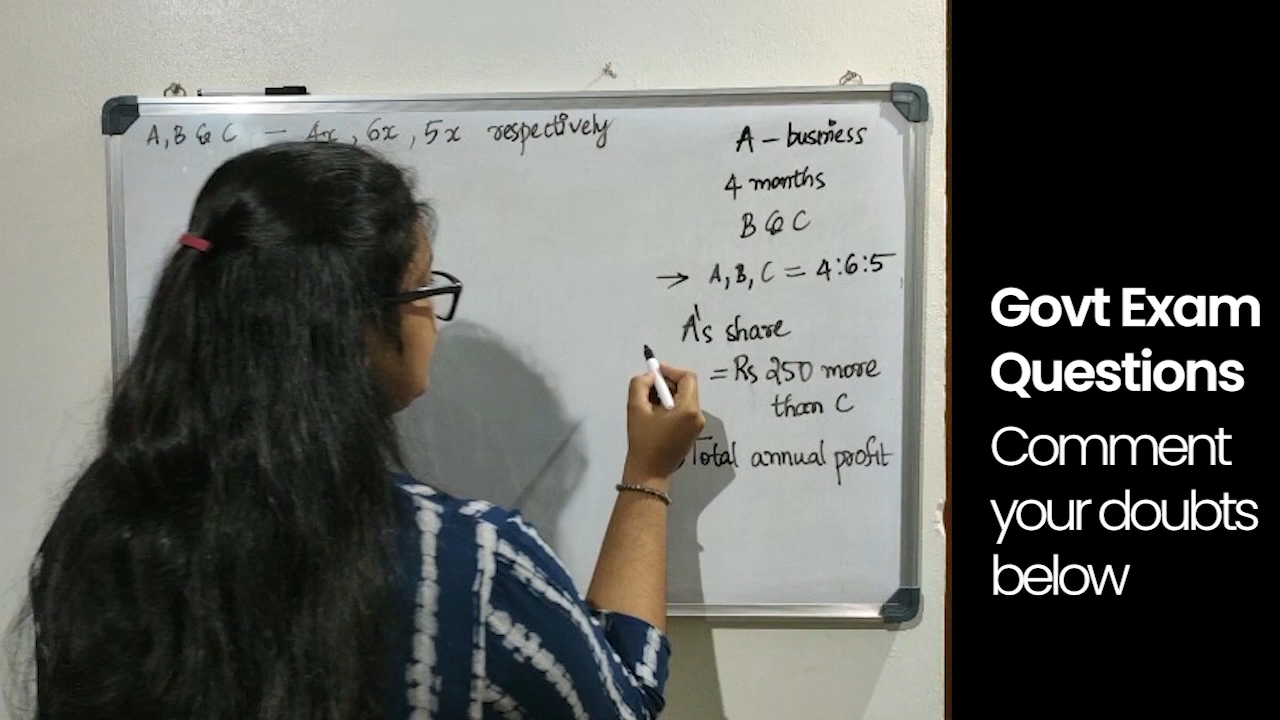 A, B & C - 4x, 6x, 5x respectively
A - business
4 months
B & C
→ A, B, C = 4:6:5
A's share
= Rs 250 more
than C
Total annual profit
Govt Exam
Questions
Comment
your doubts
below